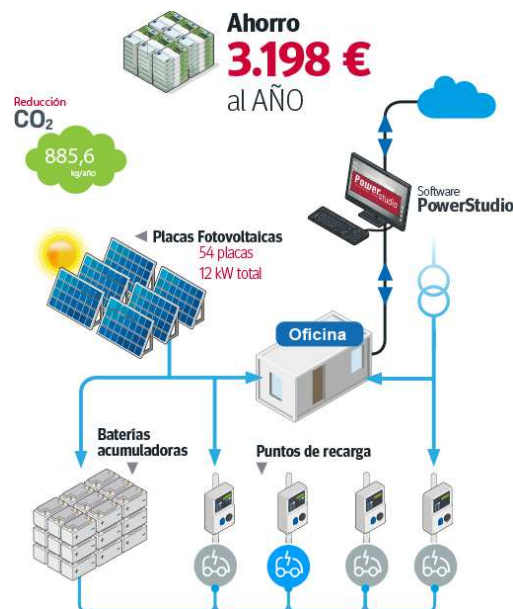 Ahorro
3.198 €
al AÑO
Reducción
CO₂
885,6
kg/año
Software
PowerStudio
Power
studio
Placas Fotovoltaicas
54 placas
12 kW total
Oficina
Baterías
acumuladoras
Puntos de recarga